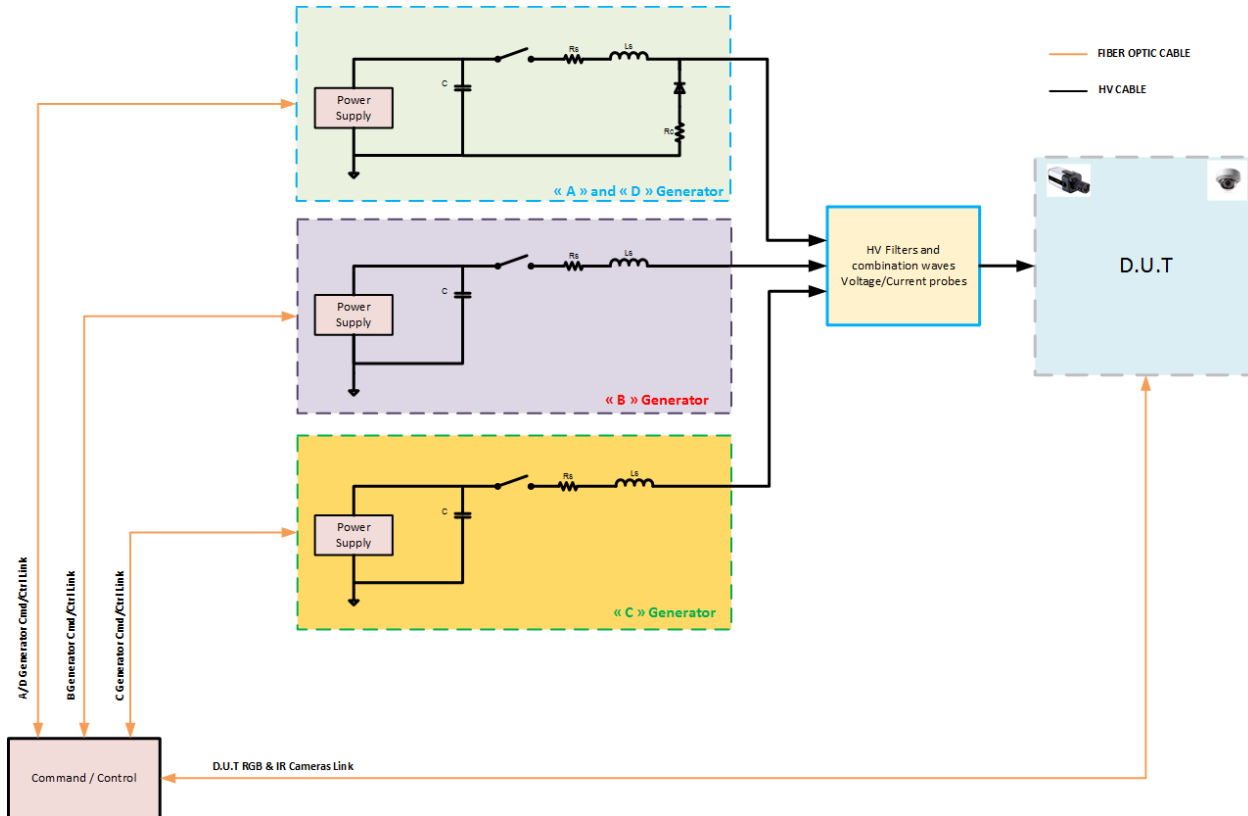 FIBER OPTIC CABLE
HV CABLE
Rs
Ls
C
Power
Supply
Rc
« A » and « D » Generator
Rs
Ls
C
Power
Supply
« B » Generator
Rs
Ls
C
Power
Supply
« C » Generator
HV Filters and
combination waves
Voltage/Current probes
D.U.T
A/D Generator Cmd/Ctrl Link
B Generator Cmd/Ctrl Link
C Generator Cmd/Ctrl Link
Command / Control
D.U.T RGB & IR Cameras Link